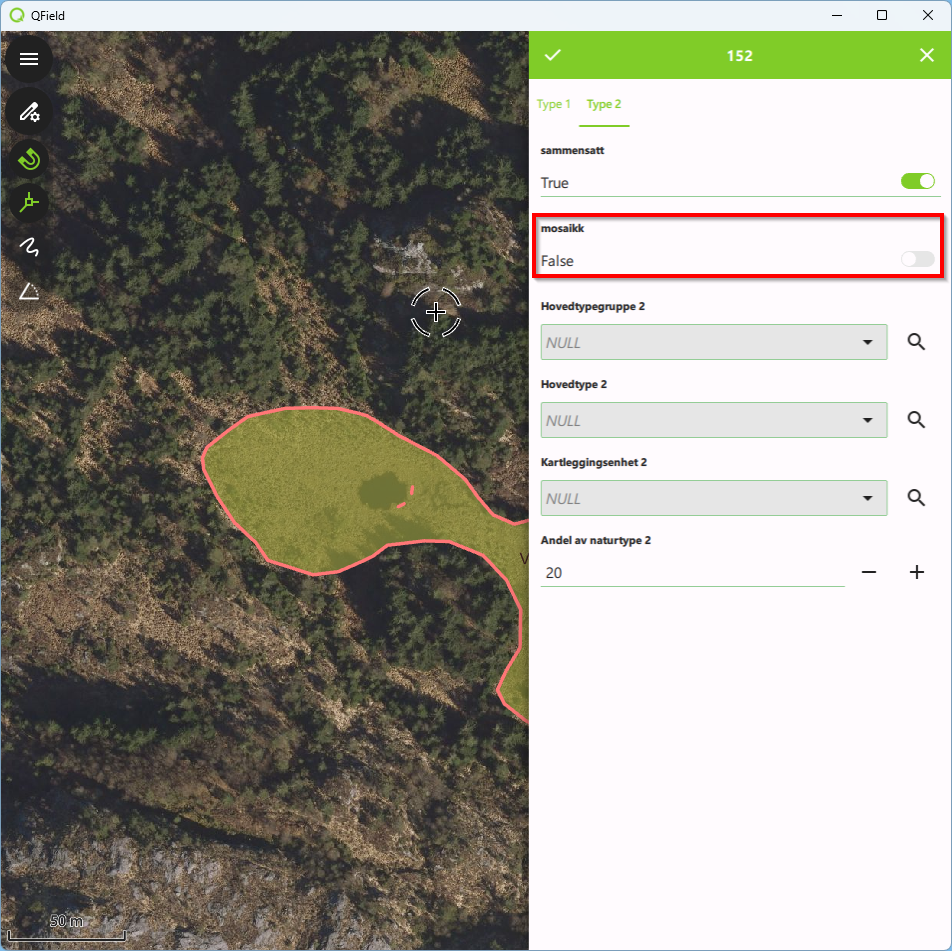 QField
152
Type 1 Type 2
sammensatt
True
mosaikk
False
Hovedtypegruppe 2
NULL
Hovedtype 2
NULL
Kartleggingsenhet 2
NULL
Andel av naturtype 2
20
V
50 m